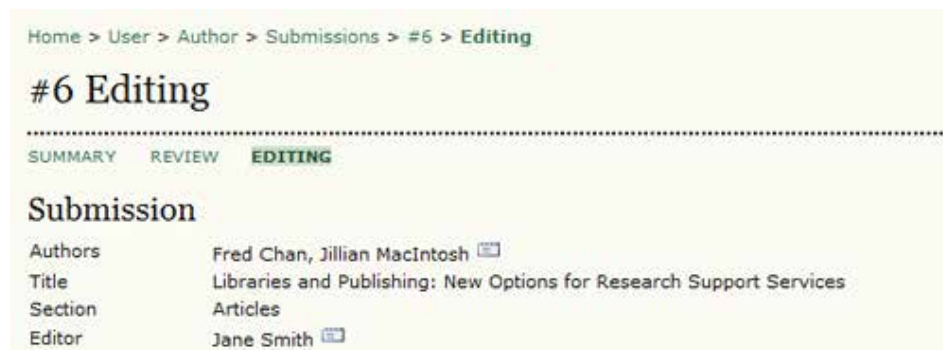 Home > User > Author > Submissions > #6 > Editing
#6 Editing
SUMMARY REVIEW EDITING
Submission
Authors Fred Chan, Jillian MacIntosh
Title Libraries and Publishing: New Options for Research Support Services
Section Articles
Editor Jane Smith